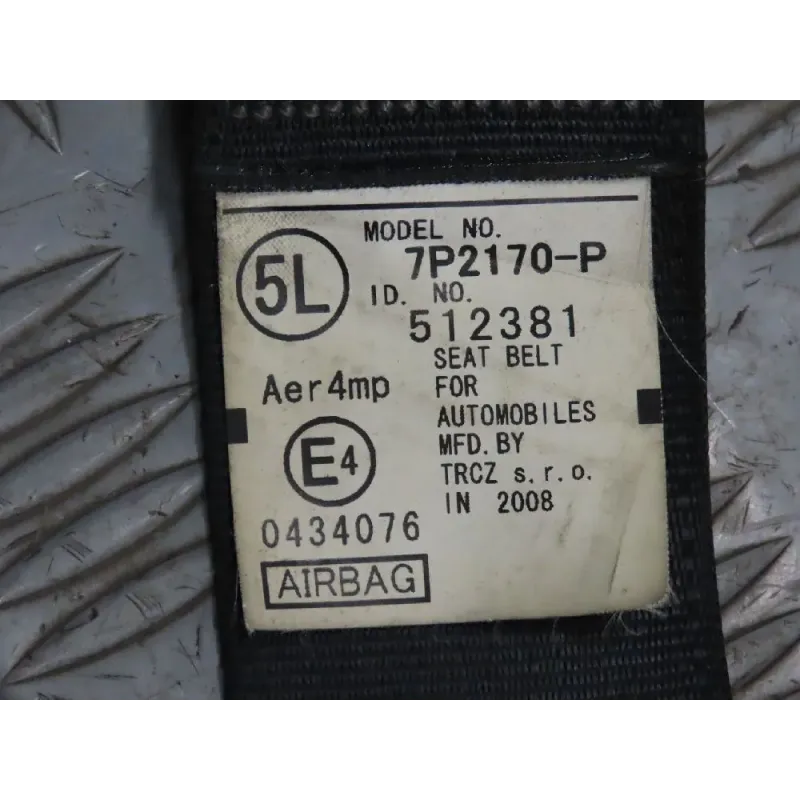 MODEL NO.
5L
7P2170-P
ID. NO.
512381
SEAT BELT
Aer4mp
FOR
AUTOMOBILES
E4
MFD. BY
TRCZ s.r.o.
IN 2008
0434076
AIRBAG